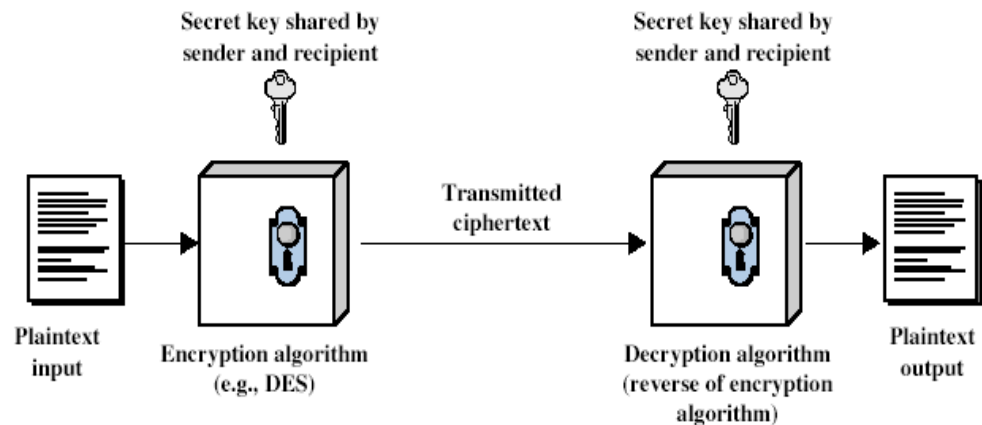 Secret key shared by
sender and recipient
Secret key shared by
sender and recipient
Transmitted
ciphertext
Plaintext
input
Encryption algorithm
(e.g., DES)
Decryption algorithm
(reverse of encryption
algorithm)
Plaintext
output